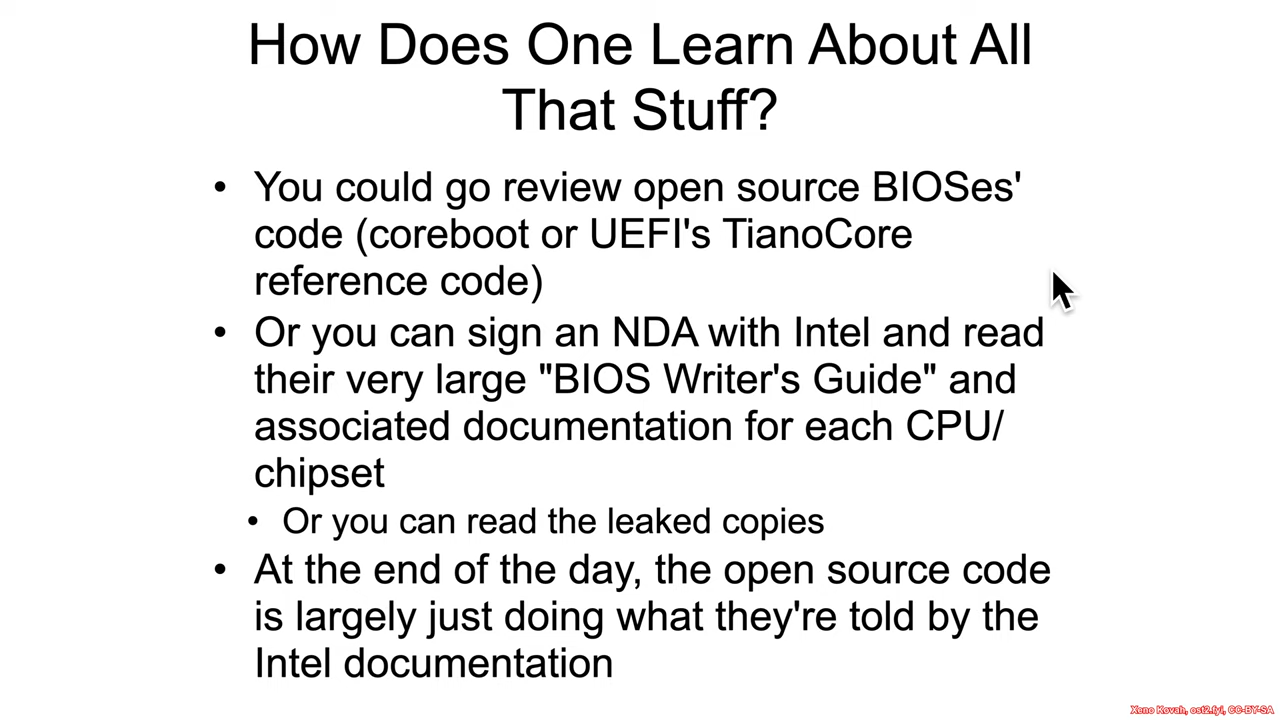 How Does One Learn About All
That Stuff?
• You could go review open source BIOSes'
code (coreboot or UEFI's TianoCore
reference code)
• Or you can sign an NDA with Intel and read
their very large "BIOS Writer's Guide" and
associated documentation for each CPU/
chipset
• Or you can read the leaked copies
• At the end of the day, the open source code
is largely just doing what they're told by the
Intel documentation
Xeno Kovah, ost2.fyi, CC-BY-SA